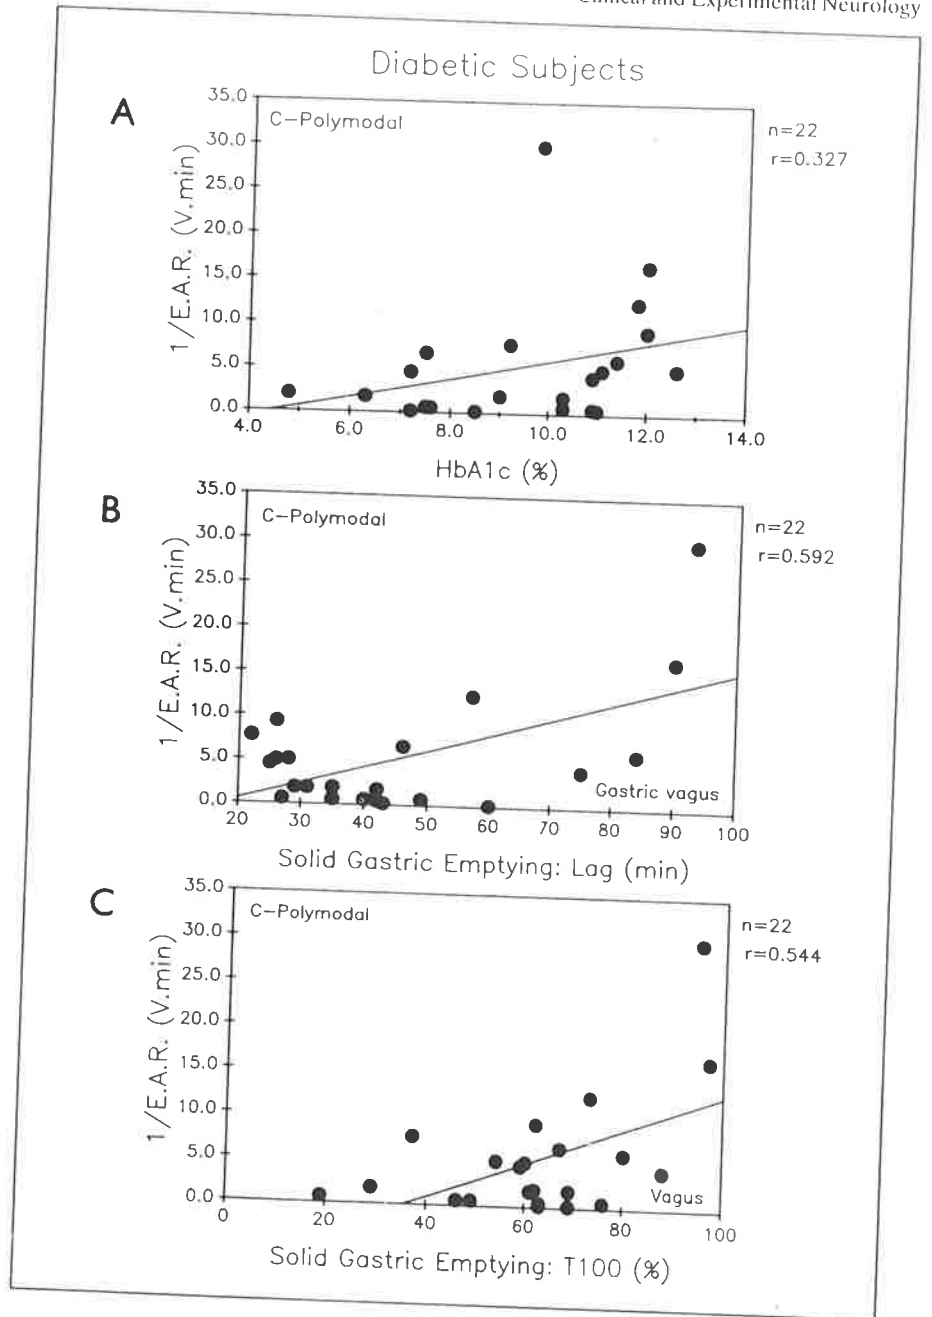 Clinical and Experimental Neurology
Diabetic Subjects
A
35.0
C-Polymodal
n=22
r=0.327
30.0
25.0
20.0
15.0
10.0
5.0
0.0
1/E.A.R. (V.min)
4.0 6.0 8.0 10.0 12.0 14.0
HbA1c (%)
B
35.0
C-Polymodal
n=22
r=0.592
30.0
25.0
20.0
15.0
10.0
5.0
0.0
1/E.A.R. (V.min)
Gastric vagus
20 30 40 50 60 70 80 90 100
Solid Gastric Emptying: Lag (min)
C
35.0
C-Polymodal
n=22
r=0.544
30.0
25.0
20.0
15.0
10.0
5.0
0.0
1/E.A.R. (V.min)
Vagus
0 20 40 60 80 100
Solid Gastric Emptying: T100 (%)